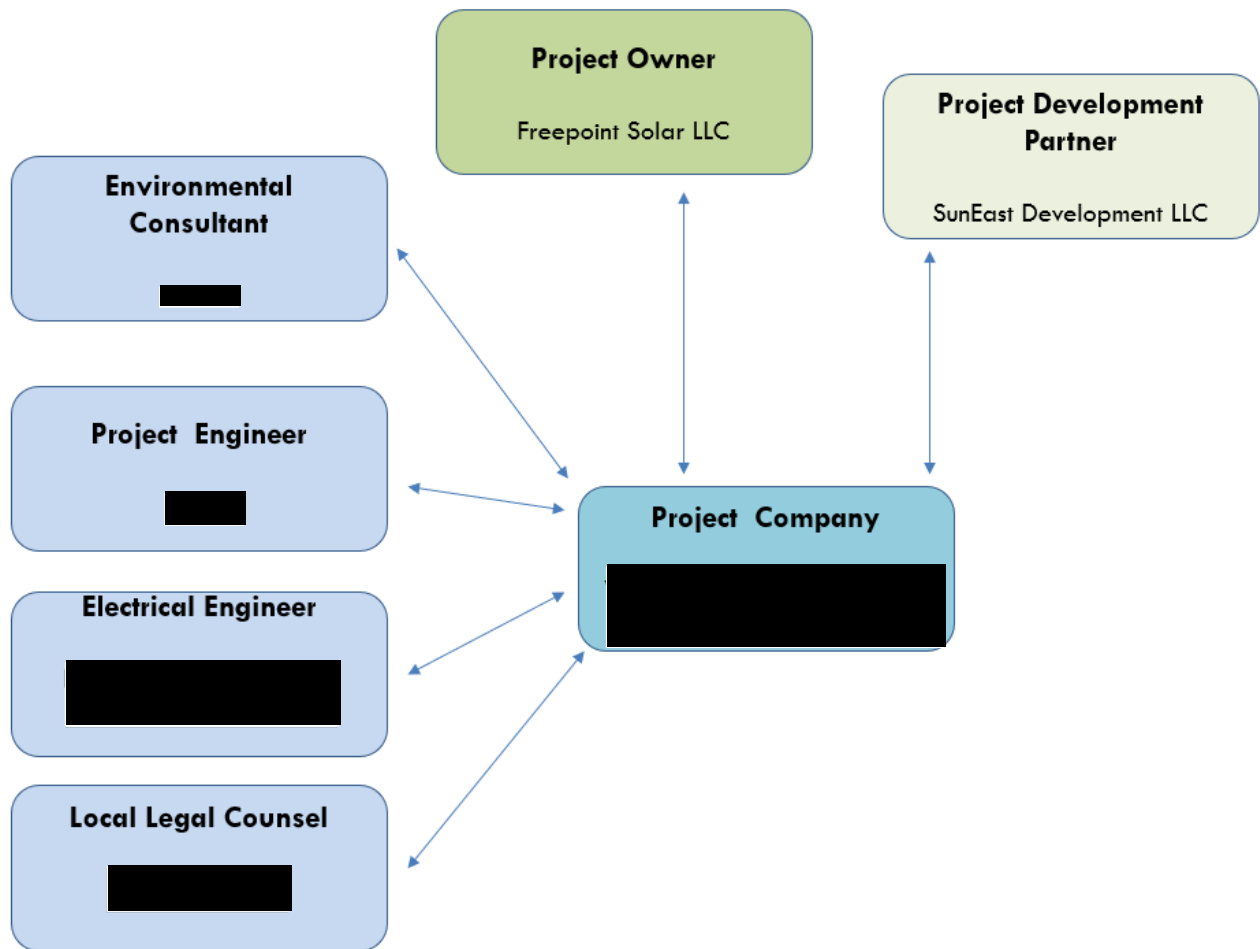 Project Owner
Freepoint Solar LLC
Project Development
Partner
SunEast Development LLC
Environmental
Consultant
Project Engineer
Project Company
Electrical Engineer
Local Legal Counsel